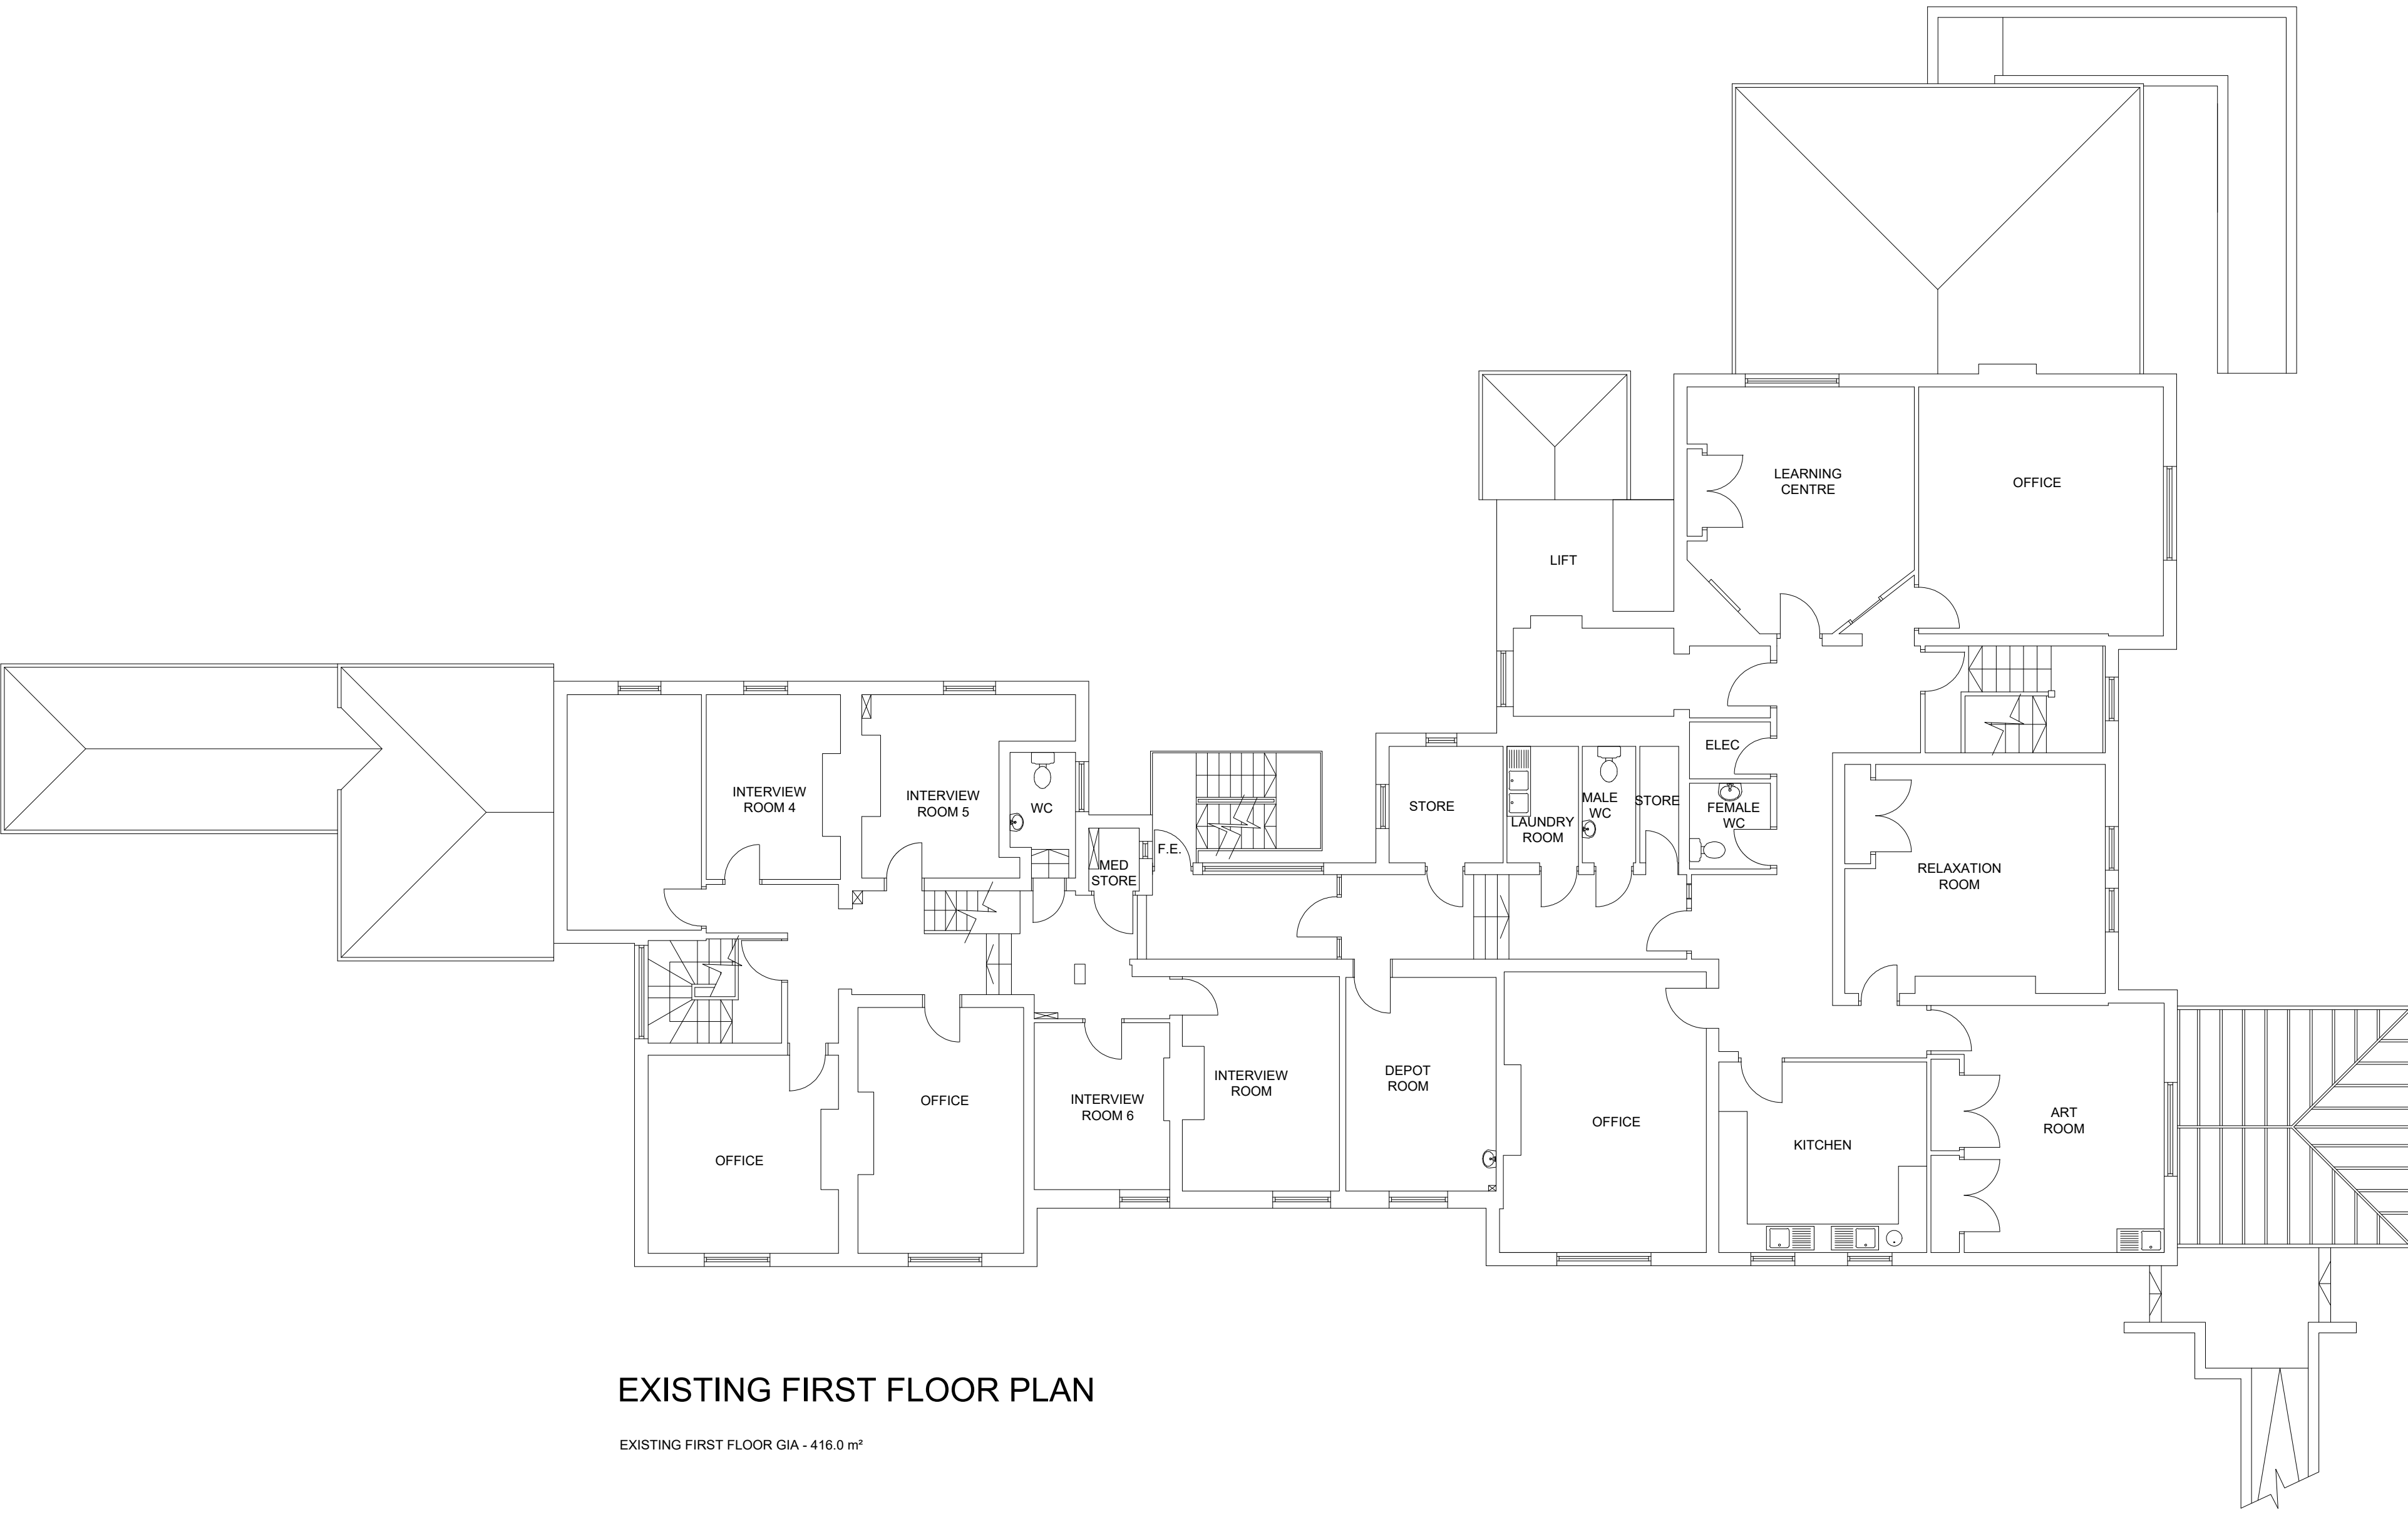 LEARNING
CENTRE
OFFICE
LIFT
ELEC
INTERVIEW
ROOM 4
INTERVIEW
ROOM 5
WC
STORE
MALE
WC
STORE
FEMALE
WC
LAUNDRY
ROOM
F.E.
MED
STORE
RELAXATION
ROOM
INTERVIEW
ROOM
DEPOT
ROOM
OFFICE
INTERVIEW
ROOM 6
OFFICE
ART
ROOM
KITCHEN
OFFICE
EXISTING FIRST FLOOR PLAN
EXISTING FIRST FLOOR GIA - 416.0 m²